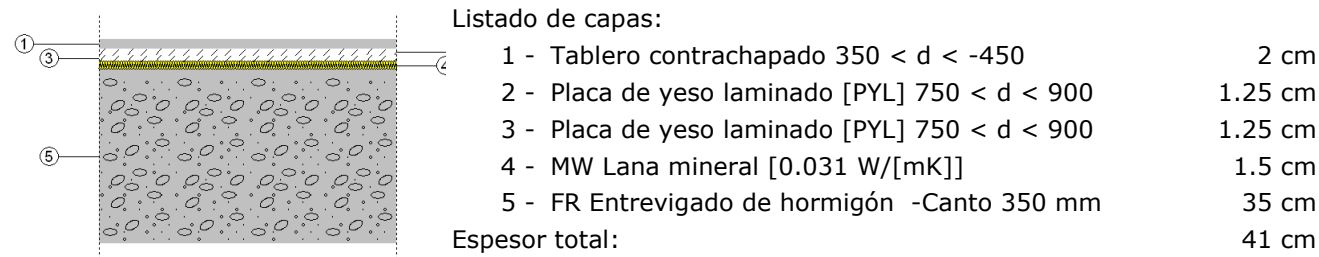 Listado de capas:
1 - Tablero contrachapado 350 < d < -450 2 cm
2 - Placa de yeso laminado [PYL] 750 < d < 900 1.25 cm
3 - Placa de yeso laminado [PYL] 750 < d < 900 1.25 cm
4 - MW Lana mineral [0.031 W/[mK]] 1.5 cm
5 - FR Entrevigado de hormigón -Canto 350 mm 35 cm
Espesor total: 41 cm
1
3
4
5